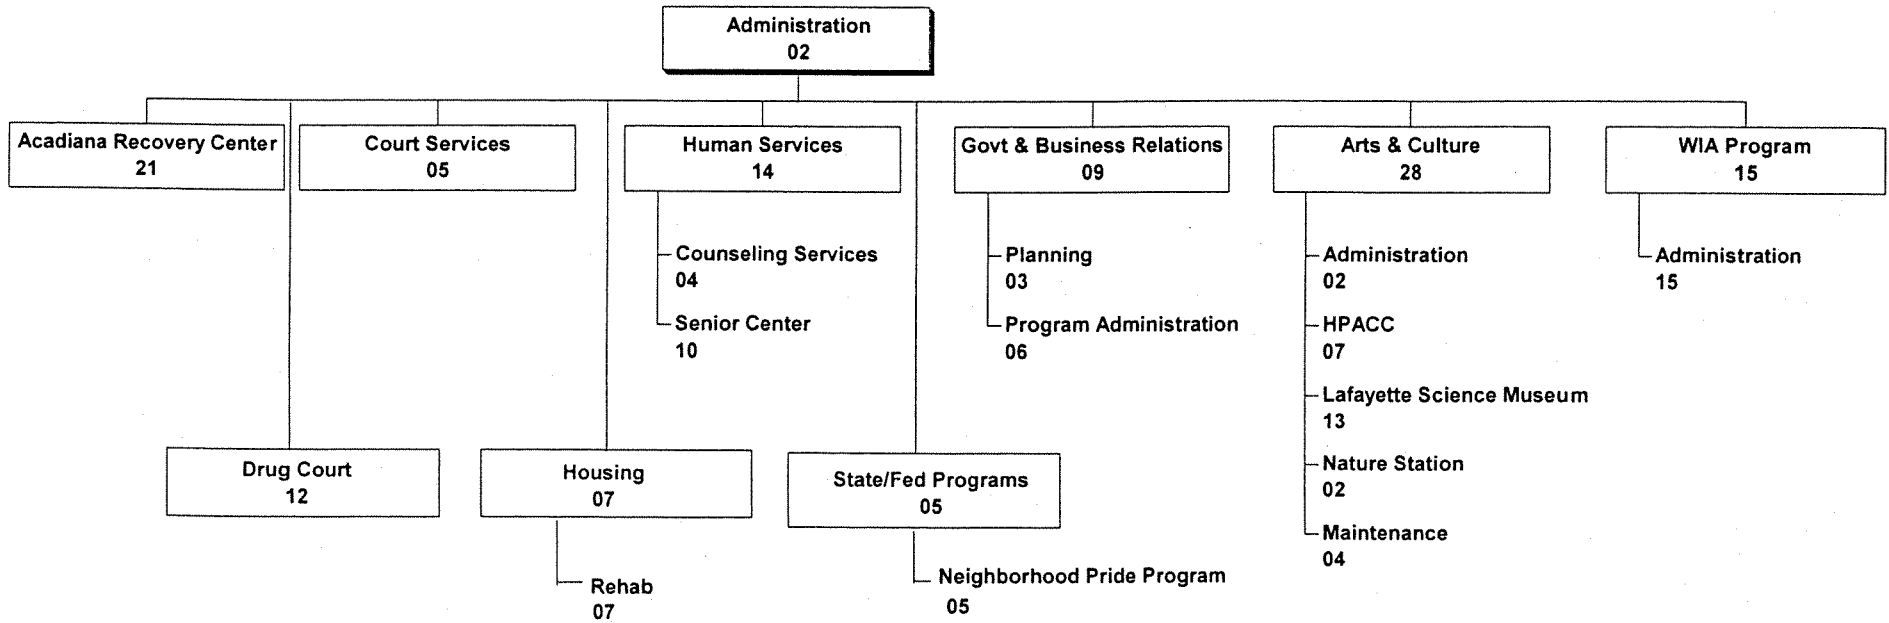 Administration
02
Acadiana Recovery Center
21
Court Services
05
Human Services
14
Govt & Business Relations
09
Arts & Culture
28
WIA Program
15
Counseling Services
04
Senior Center
10
Planning
03
Program Administration
06
Administration
02
HPACC
07
Lafayette Science Museum
13
Nature Station
02
Maintenance
04
Administration
15
Drug Court
12
Housing
07
State/Fed Programs
05
Rehab
07
Neighborhood Pride Program
05